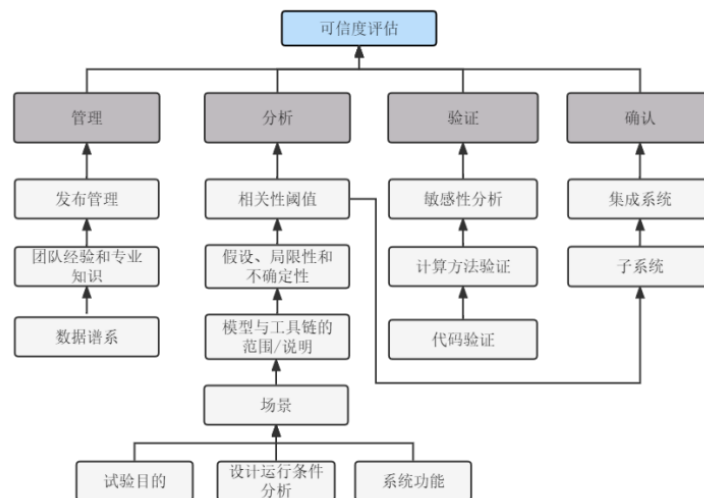 可信度评估
管理
分析
验证
确认
发布管理
相关性阈值
敏感性分析
集成系统
团队经验和专业
知识
假设、局限性和
不确定性
计算方法验证
子系统
数据谱系
模型与工具链的
范围/说明
代码验证
场景
试验目的
设计运行条件
分析
系统功能